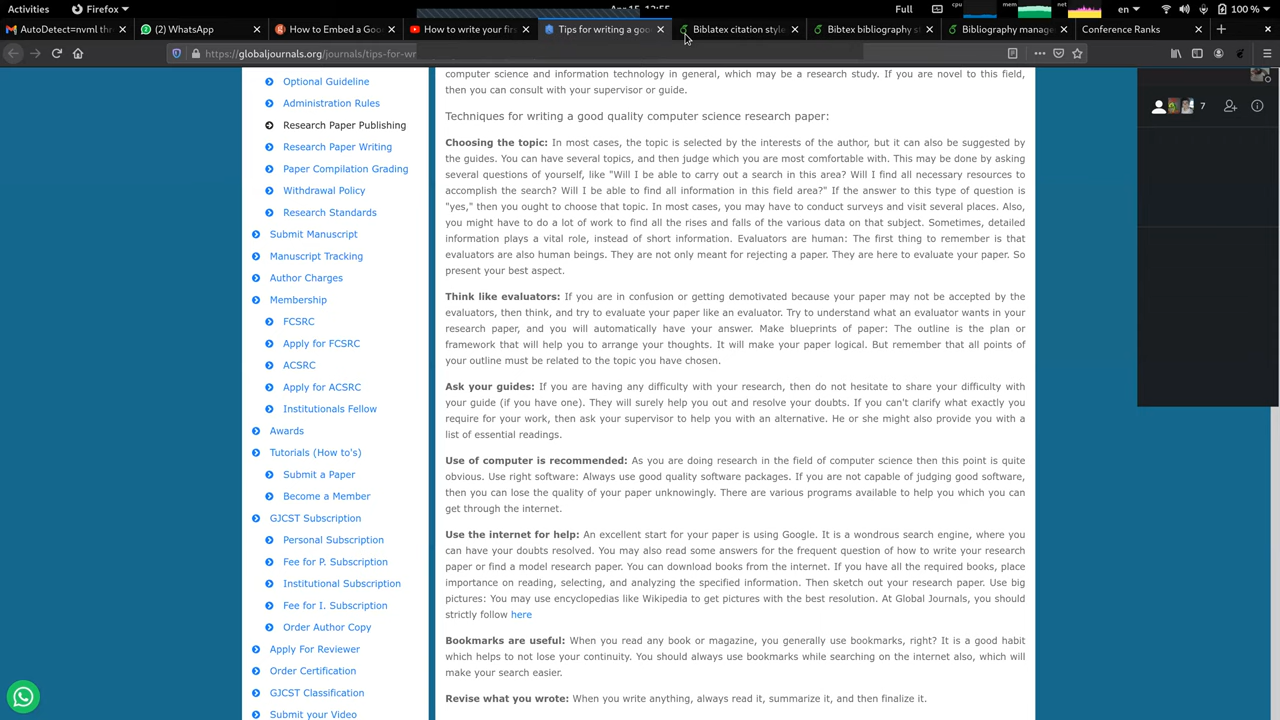 Activities
Firefox
Apr 15, 12:55
Full
cpu
mem
net
en
100 %
AutoDetect=nvml thr
WhatsApp
How to Embed a Goo
How to write your firs
Tips for writing a goo
Biblatex citation style
Bibtex bibliography st
Bibliography manage
Conference Ranks
https://globaljournals.org/journals/tips-for-wr
7
Optional Guideline
Administration Rules
Research Paper Publishing
Research Paper Writing
Paper Compilation Grading
Withdrawal Policy
Research Standards
Submit Manuscript
Manuscript Tracking
Author Charges
Membership
FCSRC
Apply for FCSRC
ACSRC
Apply for ACSRC
Institutionals Fellow
Awards
Tutorials (How to's)
Submit a Paper
Become a Member
GJCST Subscription
Personal Subscription
Fee for P. Subscription
Institutional Subscription
Fee for I. Subscription
Order Author Copy
Apply For Reviewer
Order Certification
GJCST Classification
Submit your Video
computer science and information technology in general, which may be a research study. If you are novel to this field,
then you can consult with your supervisor or guide.
Techniques for writing a good quality computer science research paper:
Choosing the topic: In most cases, the topic is selected by the interests of the author, but it can also be suggested by
the guides. You can have several topics, and then judge which you are most comfortable with. This may be done by asking
several questions of yourself, like "Will I be able to carry out a search in this area? Will I find all necessary resources to
accomplish the search? Will I be able to find all information in this field area?" If the answer to this type of question is
"yes," then you ought to choose that topic. In most cases, you may have to conduct surveys and visit several places. Also,
you might have to do a lot of work to find all the rises and falls of the various data on that subject. Sometimes, detailed
information plays a vital role, instead of short information. Evaluators are human: The first thing to remember is that
evaluators are also human beings. They are not only meant for rejecting a paper. They are here to evaluate your paper. So
present your best aspect.
Think like evaluators: If you are in confusion or getting demotivated because your paper may not be accepted by the
evaluators, then think, and try to evaluate your paper like an evaluator. Try to understand what an evaluator wants in your
research paper, and you will automatically have your answer. Make blueprints of paper: The outline is the plan or
framework that will help you to arrange your thoughts. It will make your paper logical. But remember that all points of
your outline must be related to the topic you have chosen.
Ask your guides: If you are having any difficulty with your research, then do not hesitate to share your difficulty with
your guide (if you have one). They will surely help you out and resolve your doubts. If you can't clarify what exactly you
require for your work, then ask your supervisor to help you with an alternative. He or she might also provide you with a
list of essential readings.
Use of computer is recommended: As you are doing research in the field of computer science then this point is quite
obvious. Use right software: Always use good quality software packages. If you are not capable of judging good software,
then you can lose the quality of your paper unknowingly. There are various programs available to help you which you can
get through the internet.
Use the internet for help: An excellent start for your paper is using Google. It is a wondrous search engine, where you
can have your doubts resolved. You may also read some answers for the frequent question of how to write your research
paper or find a model research paper. You can download books from the internet. If you have all the required books, place
importance on reading, selecting, and analyzing the specified information. Then sketch out your research paper. Use big
pictures: You may use encyclopedias like Wikipedia to get pictures with the best resolution. At Global Journals, you should
strictly follow here
Bookmarks are useful: When you read any book or magazine, you generally use bookmarks, right? It is a good habit
which helps to not lose your continuity. You should always use bookmarks while searching on the internet also, which will
make your search easier.
Revise what you wrote: When you write anything, always read it, summarize it, and then finalize it.